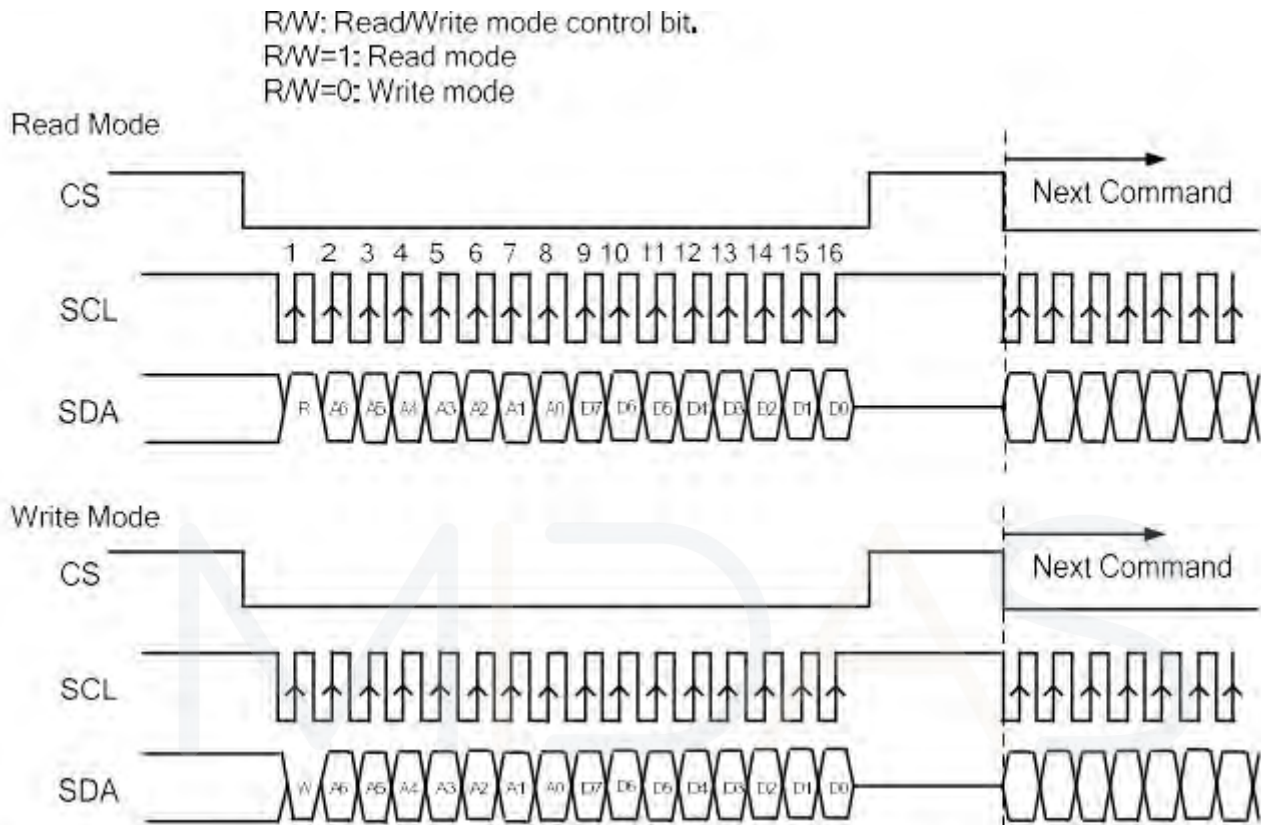 R/W: Read/Write mode control bit.
R/W=1: Read mode
R/W=0: Write mode
Read Mode
CS
Next Command
1 2 3 4 5 6 7 8 9 10 11 12 13 14 15 16
SCL
SDA
R A6 A5 A4 A3 A2 A1 A0 D7 D6 D5 D4 D3 D2 D1 D0
Write Mode
CS
Next Command
SCL
SDA
W A6 A5 A4 A3 A2 A1 A0 D7 D6 D5 D4 D3 D2 D1 D0
MIDAS